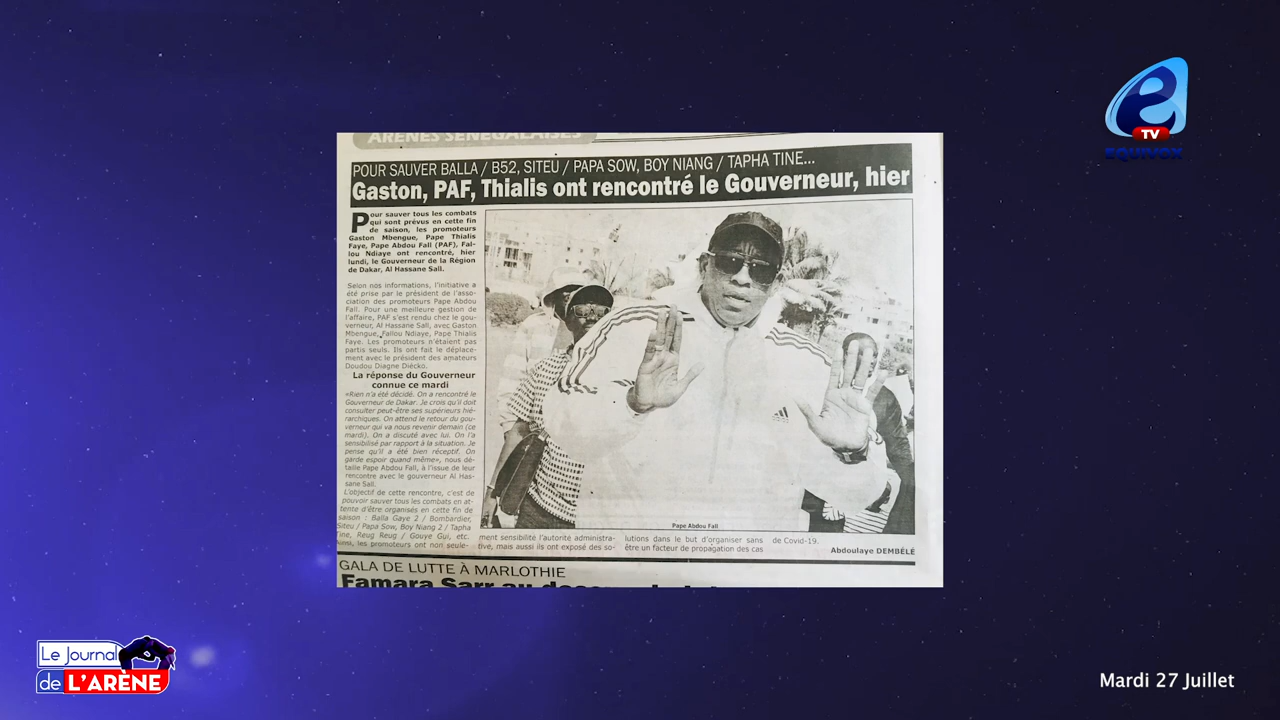 e
TV
EQUIVOX
ARÈNES SÉNÉGALAISES
POUR SAUVER BALLA / B52, SITEU / PAPA SOW, BOY NIANG / TAPHA TINE...
Gaston, PAF, Thialis ont rencontré le Gouverneur, hier
Pour sauver tous les combats
qui sont prévus en cette fin
de saison, les promoteurs
Gaston Mbengue, Pape Thialis
Faye, Pape Abdou Fall (PAF), Fal-
lou Ndiaye ont rencontré, hier
lundi, le Gouverneur de la Région
de Dakar, Al Hassane Sall.
Selon nos informations, l'initiative a
été prise par le président de l'asso-
ciation des promoteurs Pape Abdou
Fall. Pour une meilleure gestion de
l'affaire, PAF s'est rendu chez le gou-
verneur, Al Hassane Sall, avec Gaston
Mbengue, Fallou Ndiaye, Pape Thialis
Faye. Les promoteurs n'étaient pas
partis seuls. Ils ont fait le déplace-
ment avec le président des amateurs
Doudou Diagne Diécko.
La réponse du Gouverneur
connue ce mardi
«Rien n'a été décidé. On a rencontré le
Gouverneur de Dakar. Je crois qu'il doit
consulter peut-être ses supérieurs hié-
rarchiques. On attend le retour du gou-
verneur qui va nous revenir demain (ce
mardi). On a discuté avec lui. On l'a
sensibilisé par rapport à la situation. Je
pense qu'il a été bien réceptif. On
garde espoir quand même», nous dé-
taille Pape Abdou Fall, à l'issue de leur
rencontre avec le gouverneur Al Has-
sane Sall.
L'objectif de cette rencontre, c'est de
pouvoir sauver tous les combats en at-
tente d'être organisés en cette fin de
saison : Balla Gaye 2 / Bombardier,
Siteu / Papa Sow, Boy Niang 2 / Tapha
Tine, Reug Reug / Gouye Gui, etc.
Ainsi, les promoteurs ont non seule-
Pape Abdou Fall
ment sensibilité l'autorité administra-
tive, mais aussi ils ont exposé des so-
lutions dans le but d'organiser sans
être un facteur de propagation des cas
de Covid-19.
Abdoulaye DEMBÉLÉ
GALA DE LUTTE À MARLOTHIE
Famara Sarr au
Le Journal
de L'ARÈNE
Mardi 27 Juillet